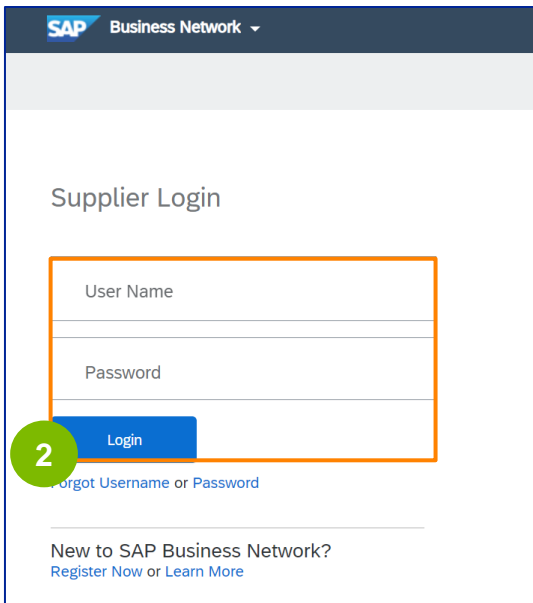 SAP Business Network
Supplier Login
User Name
Password
Login
2
Forgot Username or Password
New to SAP Business Network?
Register Now or Learn More